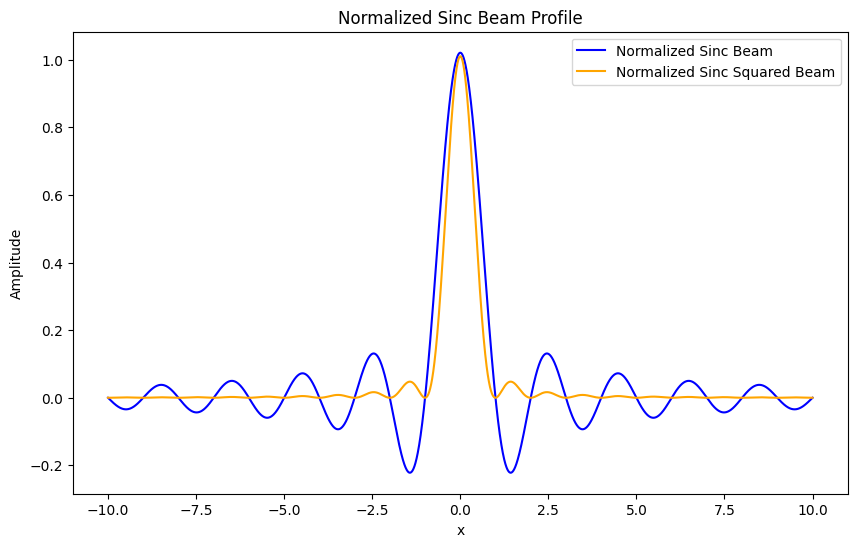 Normalized Sinc Beam Profile
Normalized Sinc Beam
Normalized Sinc Squared Beam
Amplitude
1.0
0.8
0.6
0.4
0.2
0.0
−0.2
−10.0 −7.5 −5.0 −2.5 0.0 2.5 5.0 7.5 10.0
x